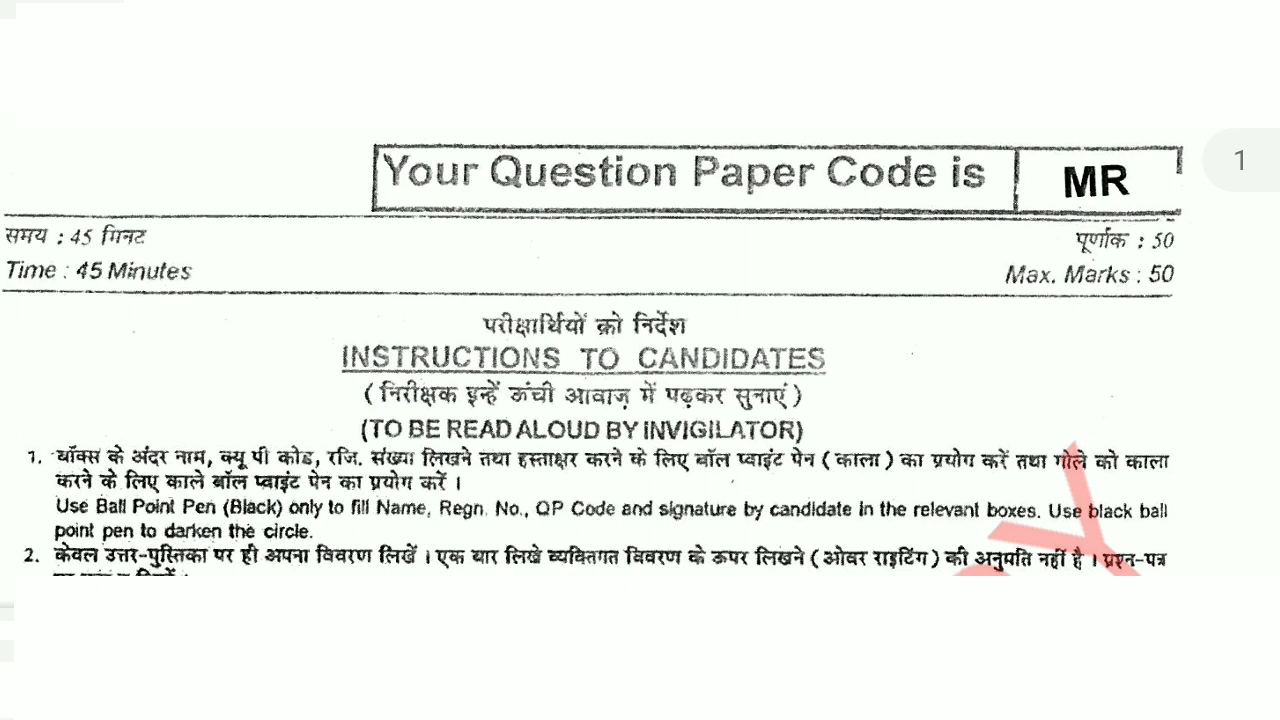 Your Question Paper Code is MR
1
समय : 45 मिनट
पूर्णांक : 50
Time : 45 Minutes
Max. Marks : 50
परीक्षार्थियों को निर्देश
INSTRUCTIONS TO CANDIDATES
( निरीक्षक इन्हें ऊंची आवाज़ में पढ़कर सुनाएं )
(TO BE READ ALOUD BY INVIGILATOR)
1. बॉक्स के अंदर नाम, क्यू पी कोड, रजि. संख्या लिखने तथा हस्ताक्षर करने के लिए बॉल प्वाइंट पेन ( काला ) का प्रयोग करें तथा गोले को काला
करने के लिए काले बॉल प्वाइंट पेन का प्रयोग करें ।
Use Ball Point Pen (Black) only to fill Name, Regn. No., QP Code and signature by candidate in the relevant boxes. Use black ball
point pen to darken the circle.
2. केवल उत्तर-पुस्तिका पर ही अपना विवरण लिखें । एक बार लिखे व्यक्तिगत विवरण के ऊपर लिखने ( ओवर राइटिंग ) की अनुमति नहीं है । प्रश्न-पत्र